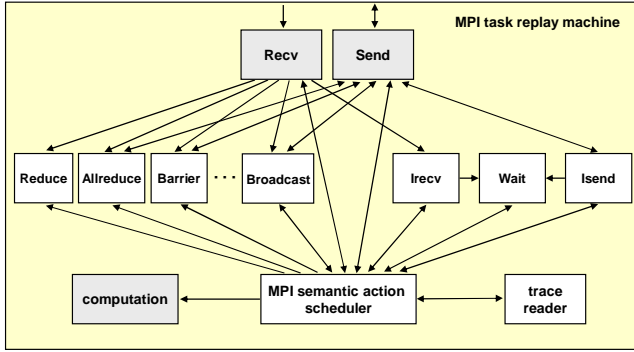 MPI task replay machine
Recv
Send
Reduce
Allreduce
Barrier
...
Broadcast
Irecv
Wait
Isend
computation
MPI semantic action
scheduler
trace
reader